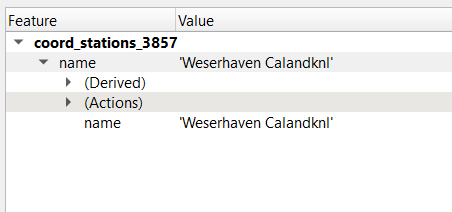 Feature Value
coord_stations_3857
name 'Weserhaven Calandknl'
(Derived)
(Actions)
name 'Weserhaven Calandknl'